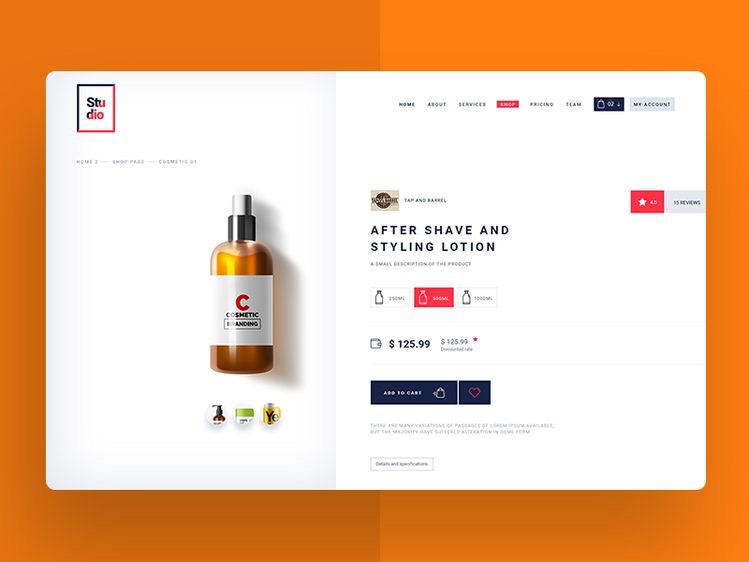 Stu
dio
HOME ABOUT SERVICES SHOP PRICING TEAM 02 MY ACCOUNT
HOME 2 SHOP PAGE COSMETIC 01
TAP AND BARREL
4.5 15 REVIEWS
AFTER SHAVE AND
STYLING LOTION
A SMALL DESCRIPTION OF THE PRODUCT
250ML 500ML 1000ML
$ 125.99 $ 125.99 *
Discounted rate
C
COSMETIC
BRANDING
ADD TO CART
Ye
THERE ARE MANY VARIATIONS OF PASSAGES OF LOREM IPSUM AVAILABLE,
BUT THE MAJORITY HAVE SUFFERED ALTERATION IN SOME FORM
Details and specifications